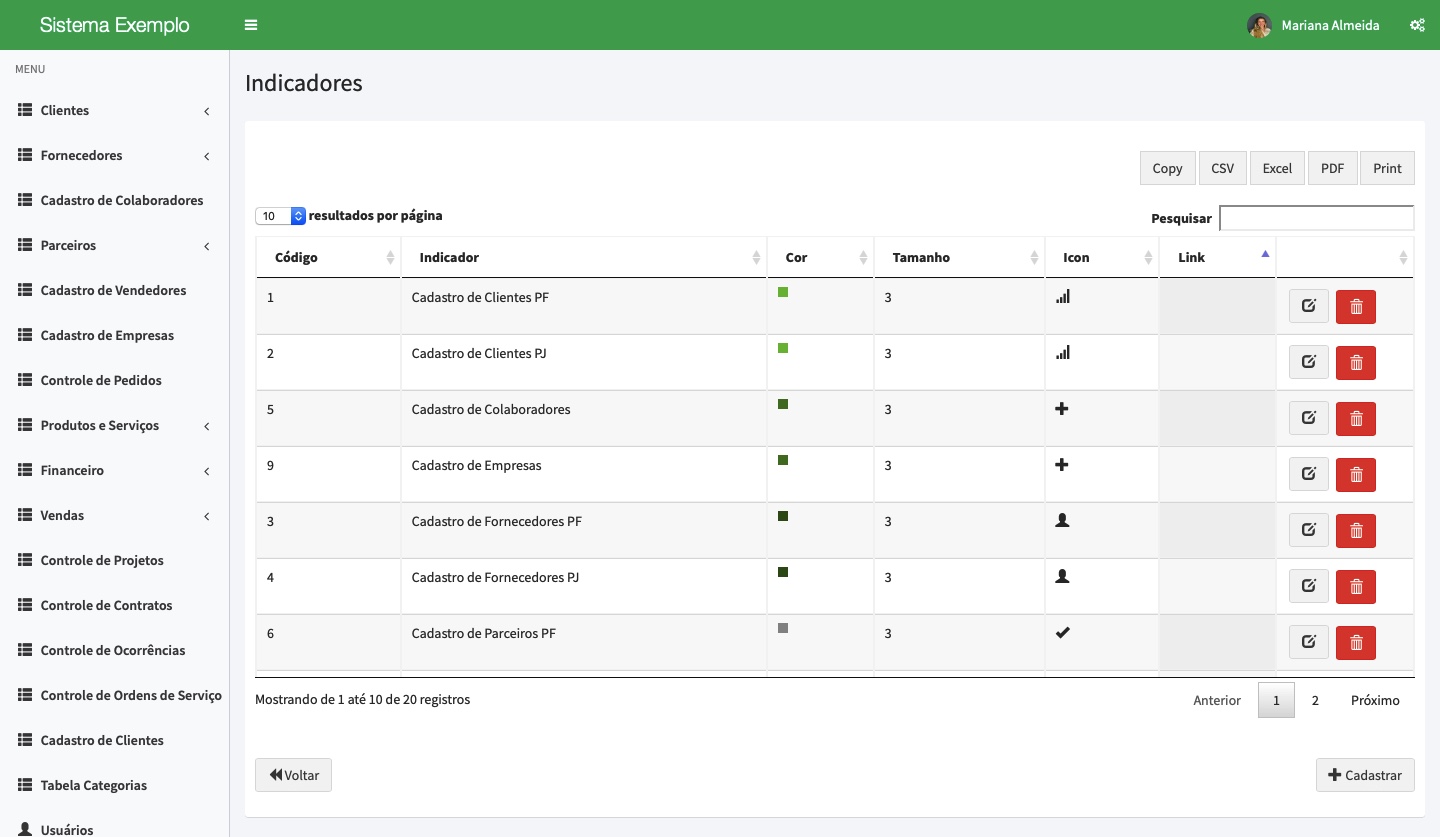 Sistema Exemplo
Mariana Almeida
MENU
Clientes
Fornecedores
Cadastro de Colaboradores
Parceiros
Cadastro de Vendedores
Cadastro de Empresas
Controle de Pedidos
Produtos e Serviços
Financeiro
Vendas
Controle de Projetos
Controle de Contratos
Controle de Ocorrências
Controle de Ordens de Serviço
Cadastro de Clientes
Tabela Categorias
Usuários
Indicadores
Copy CSV Excel PDF Print
10 resultados por página
Pesquisar
Código Indicador Cor Tamanho Icon Link
1 Cadastro de Clientes PF 3
2 Cadastro de Clientes PJ 3
5 Cadastro de Colaboradores 3
9 Cadastro de Empresas 3
3 Cadastro de Fornecedores PF 3
4 Cadastro de Fornecedores PJ 3
6 Cadastro de Parceiros PF 3
Mostrando de 1 até 10 de 20 registros
Anterior 1 2 Próximo
Voltar
Cadastrar